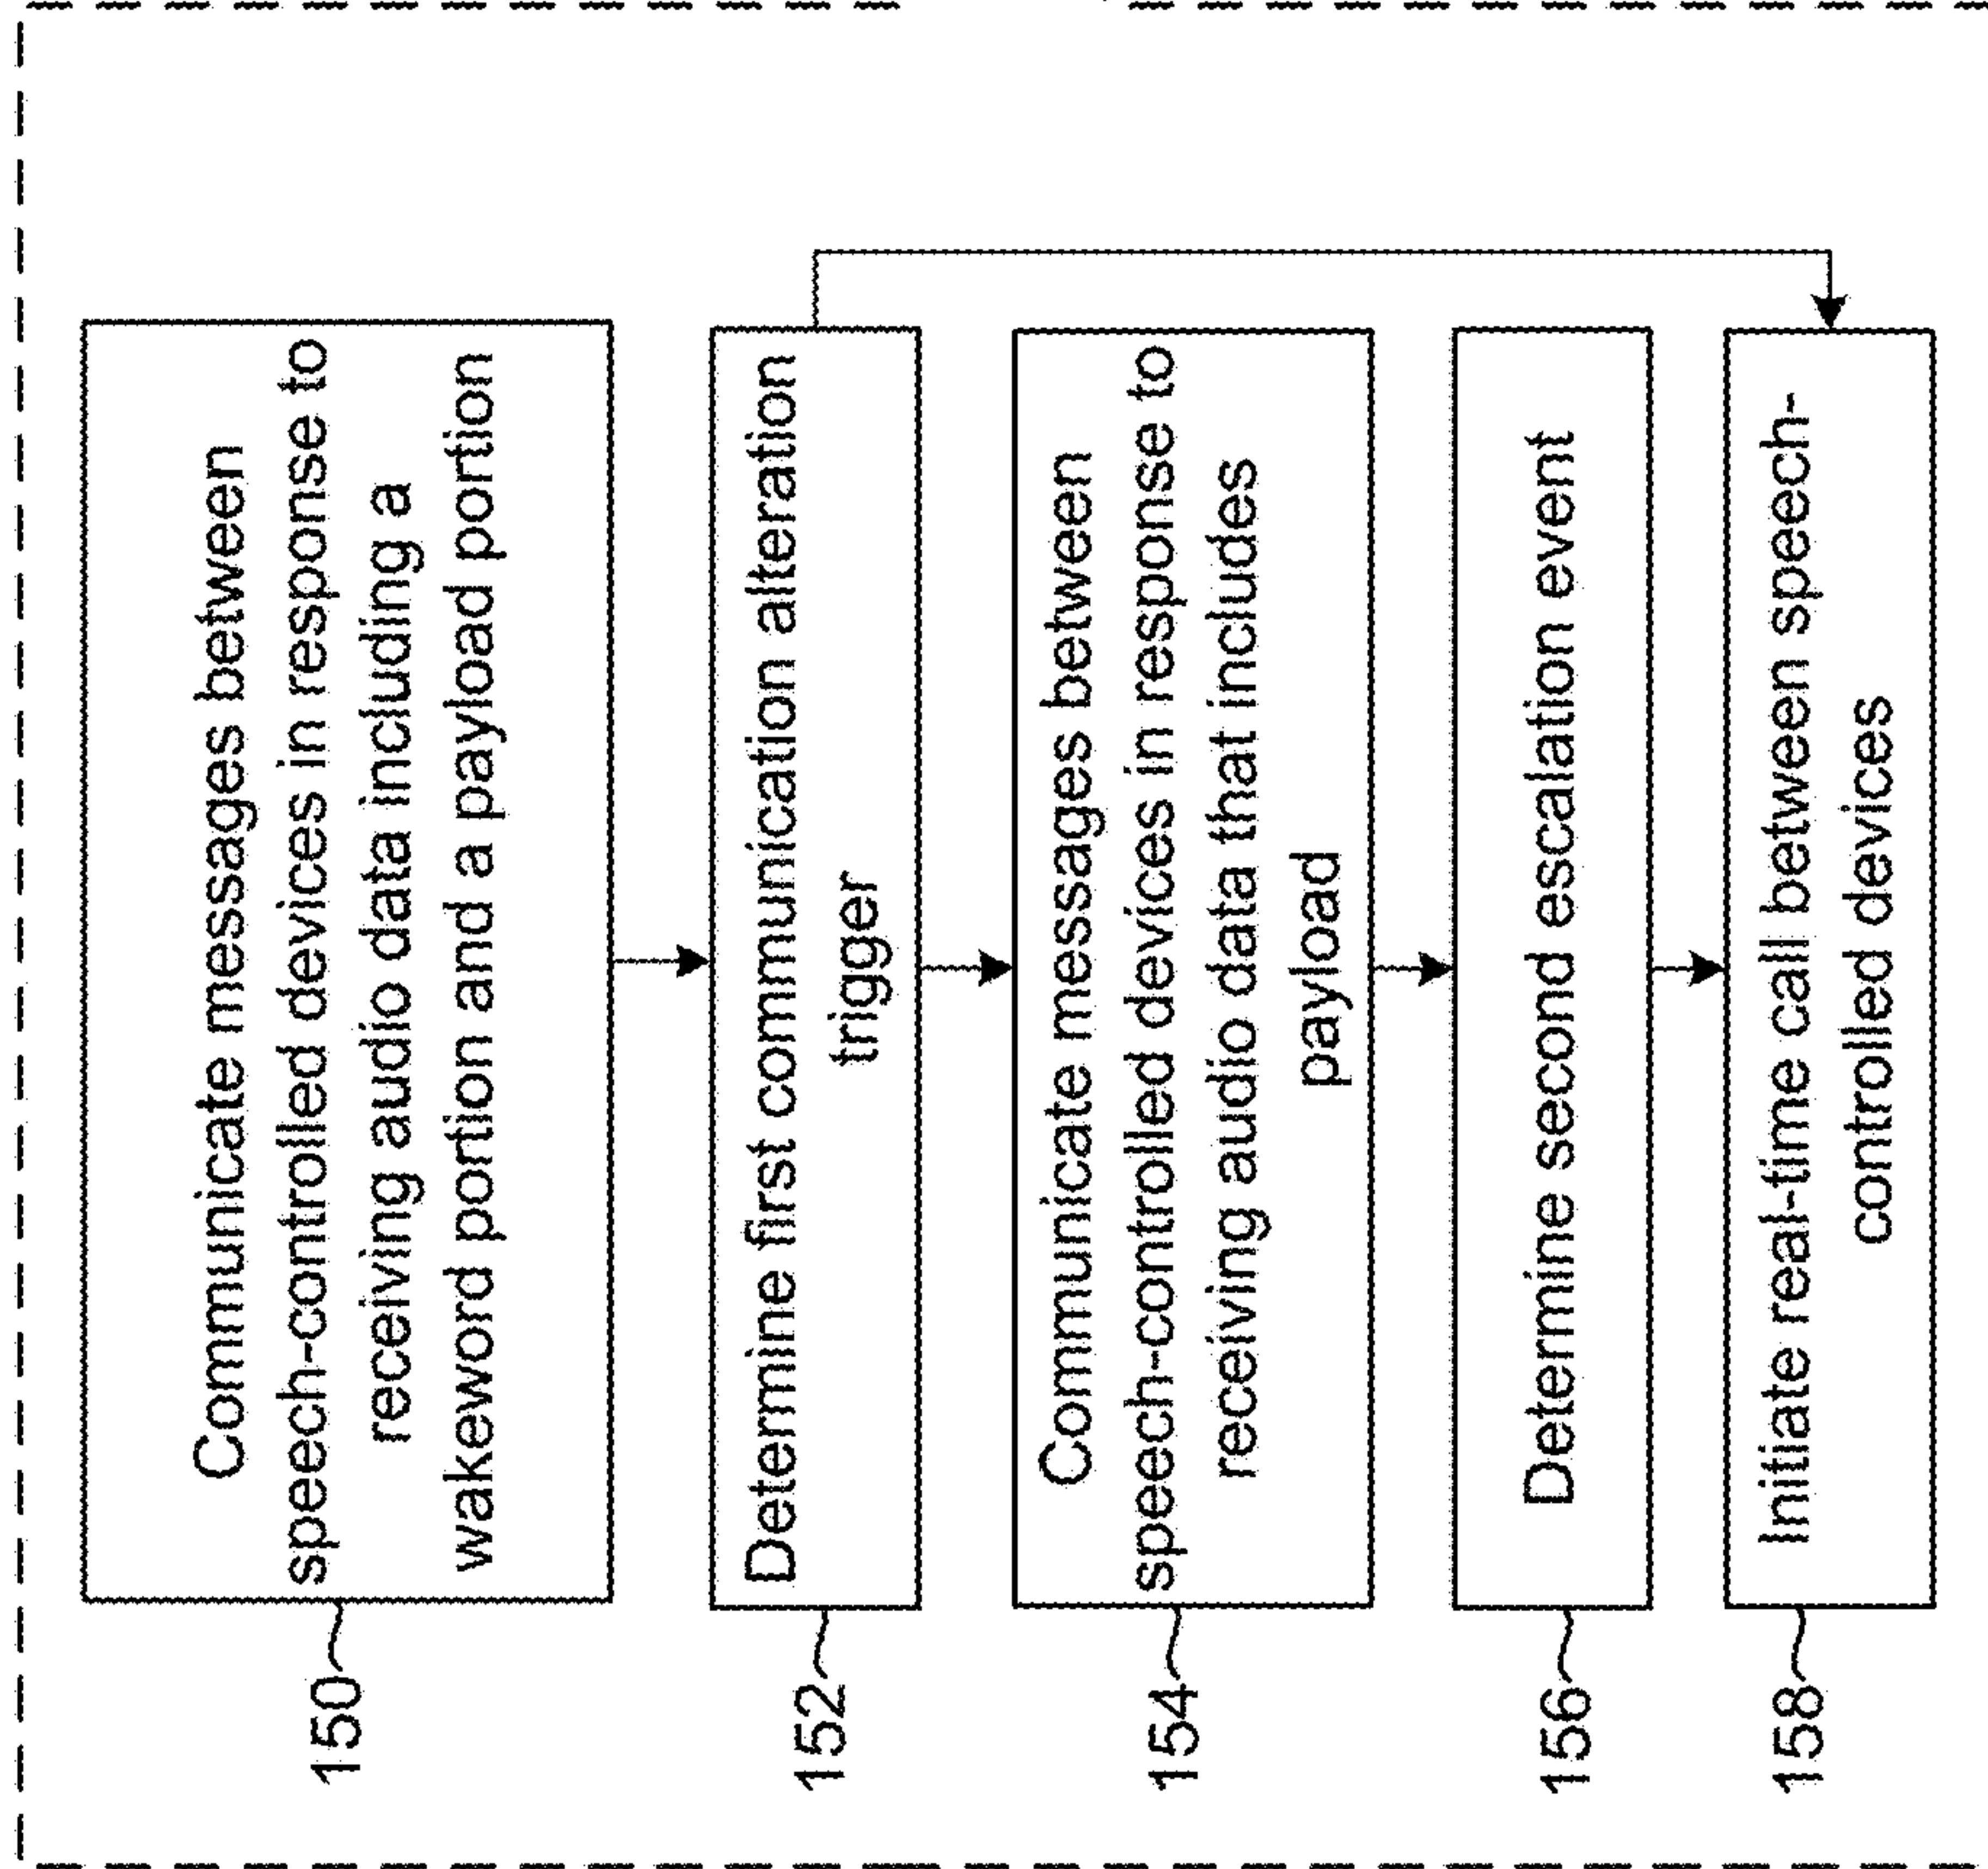 150
Communicate messages between
speech-controlled devices in response to
receiving audio data including a
wakeword portion and a payload portion
152
Determine first communication alteration
trigger
154
Communicate messages between
speech-controlled devices in response to
receiving audio data that includes
payload
156
Determine second escalation event
158
Initiate real-time call between speech-
controlled devices